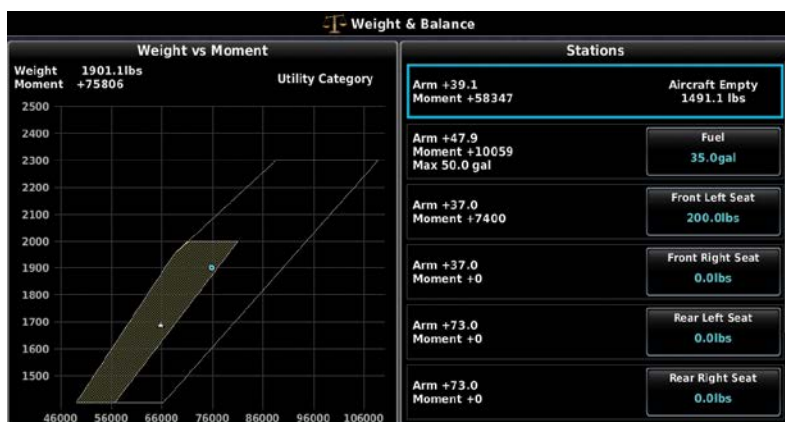 Weight & Balance
Weight vs Moment
Weight 1901.1lbs
Moment +75806
Utility Category
2500
2400
2300
2200
2100
2000
1900
1800
1700
1600
1500
46000 56000 66000 76000 86000 96000 106000
Stations
Arm +39.1
Moment +58347
Aircraft Empty
1491.1 lbs
Arm +47.9
Moment +10059
Max 50.0 gal
Fuel
35.0gal
Arm +37.0
Moment +7400
Front Left Seat
200.0lbs
Arm +37.0
Moment +0
Front Right Seat
0.0lbs
Arm +73.0
Moment +0
Rear Left Seat
0.0lbs
Arm +73.0
Moment +0
Rear Right Seat
0.0lbs